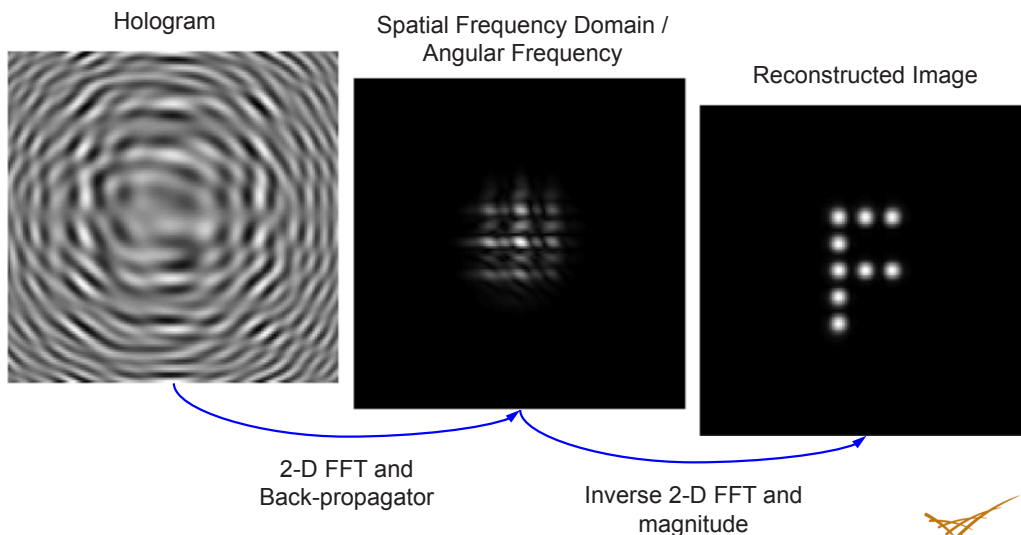 Hologram
Spatial Frequency Domain /
Angular Frequency
Reconstructed Image
F
2-D FFT and
Back-propagator
Inverse 2-D FFT and
magnitude